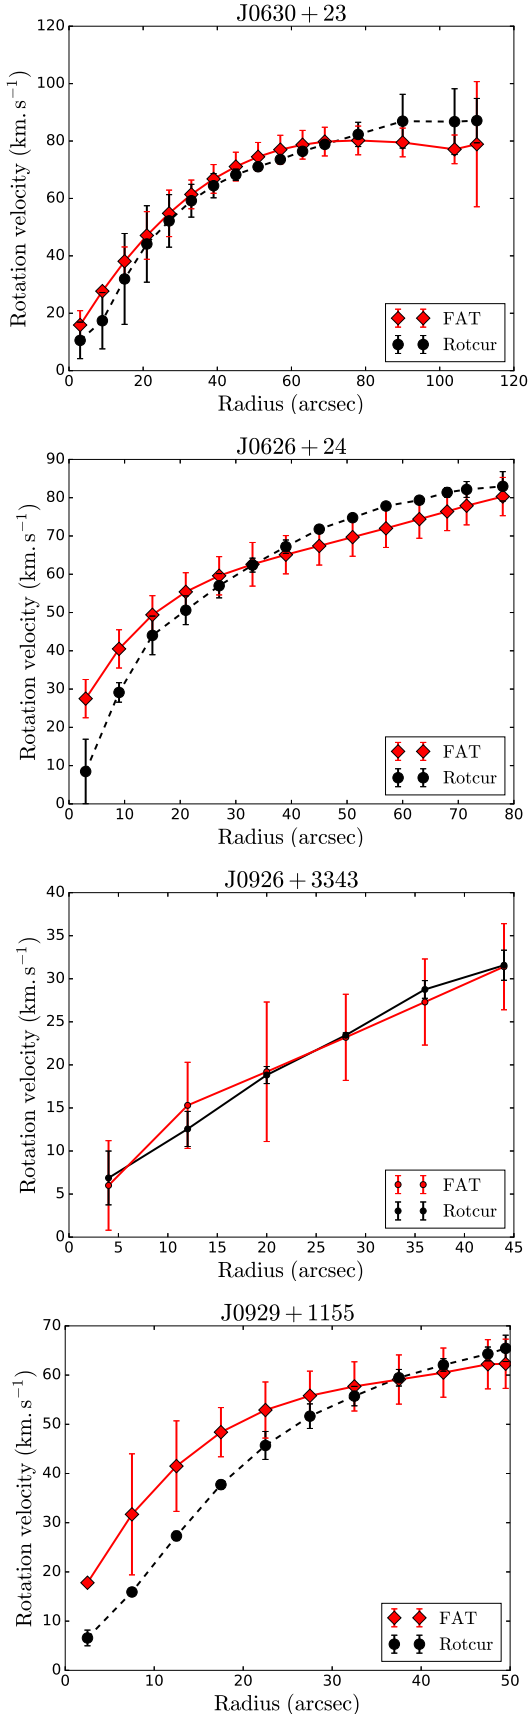 J0630 + 23
120
100
80
60
40
20
0
Rotation velocity (km. s⁻¹)
FAT
Rotcur
0 20 40 60 80 100 120
Radius (arcsec)
J0626 + 24
90
80
70
60
50
40
30
20
10
0
Rotation velocity (km. s⁻¹)
FAT
Rotcur
0 10 20 30 40 50 60 70 80
Radius (arcsec)
J0926 + 3343
40
35
30
25
20
15
10
5
0
Rotation velocity (km. s⁻¹)
FAT
Rotcur
0 5 10 15 20 25 30 35 40 45
Radius (arcsec)
J0929 + 1155
70
60
50
40
30
20
10
0
Rotation velocity (km. s⁻¹)
FAT
Rotcur
0 10 20 30 40 50
Radius (arcsec)